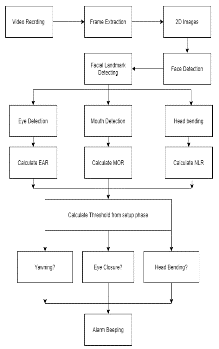 Video Recrding
Frame Extraction
2D Images
Face Detection
Facial Landmark
Detecting
Eye Detection
Mouth Detection
Head bending
Calculate EAR
Calculate MOR
Calculate NLR
Calculate Threshold from setup phase
Yawning?
Eye Closure?
Head Bending?
Alarm Beeping